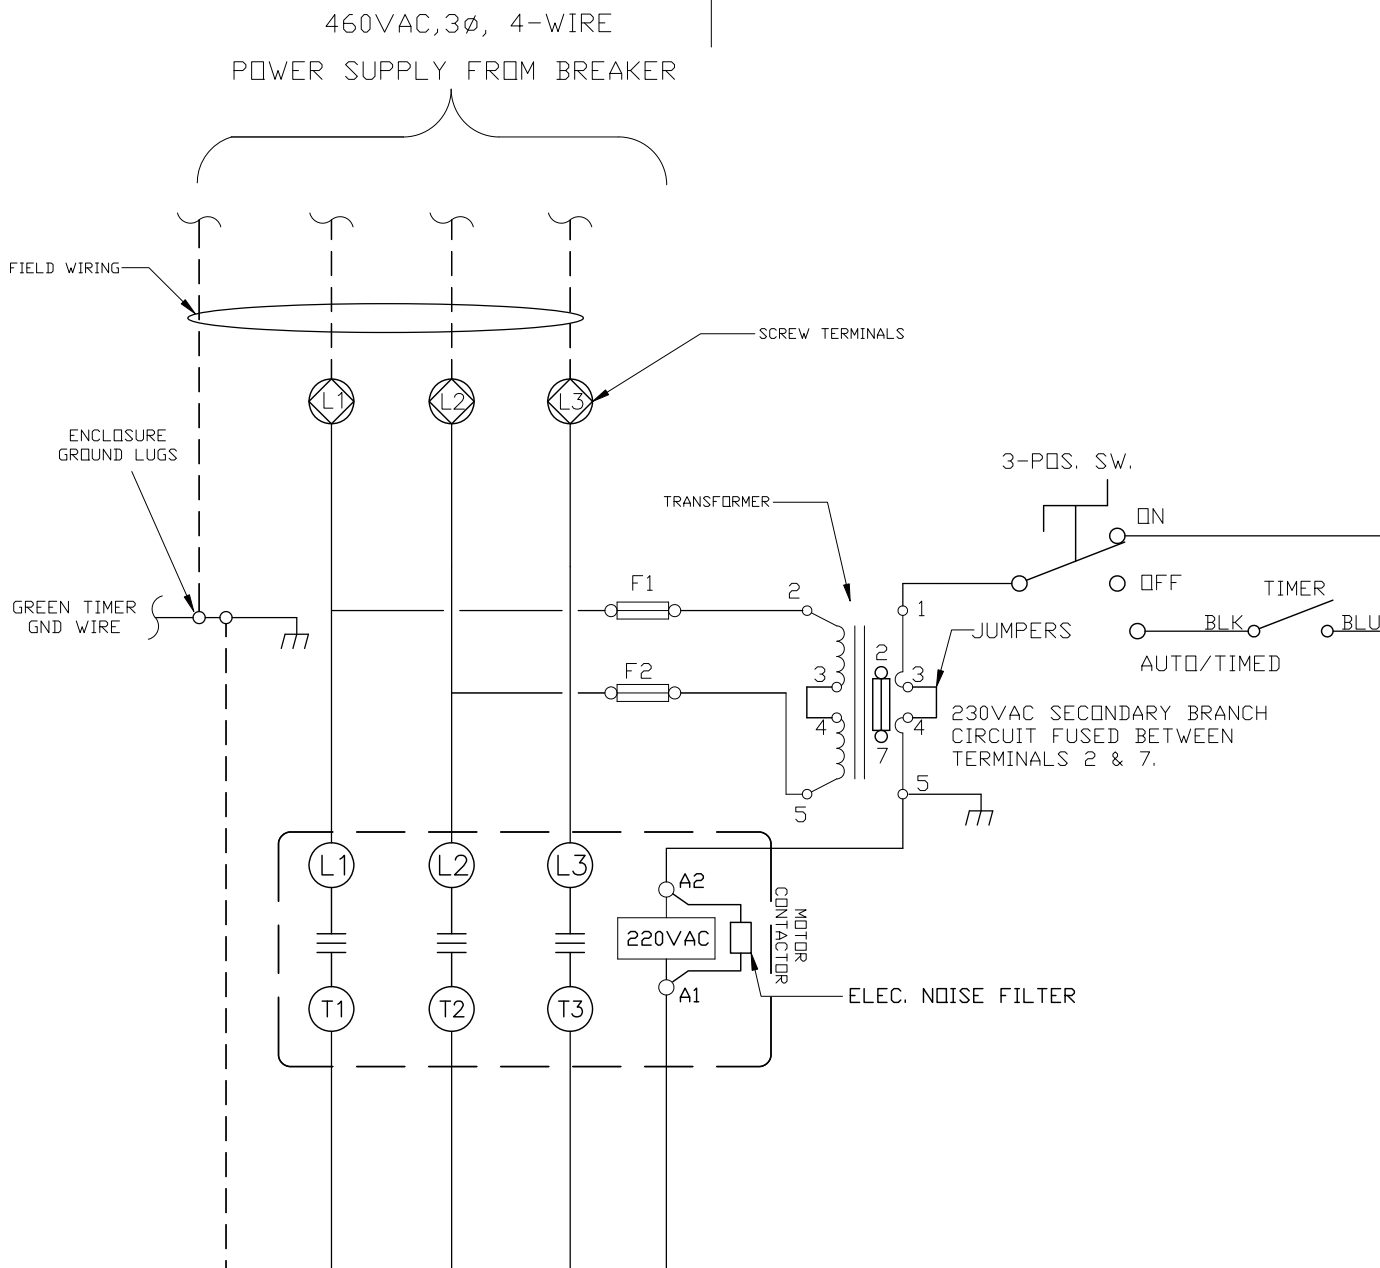 460VAC,3ø, 4-WIRE
POWER SUPPLY FROM BREAKER
FIELD WIRING
SCREW TERMINALS
L1
L2
L3
ENCLOSURE
GROUND LUGS
3-POS. SW.
TRANSFORMER
ON
F1
2
OFF
TIMER
GREEN TIMER
GND WIRE
1
BLK
BLU
JUMPERS
AUTO/TIMED
F2
3
2
3
4
7
4
230VAC SECONDARY BRANCH
CIRCUIT FUSED BETWEEN
TERMINALS 2 & 7.
5
5
L1
L2
L3
A2
MOTOR
CONTACTOR
220VAC
A1
ELEC. NOISE FILTER
T1
T2
T3